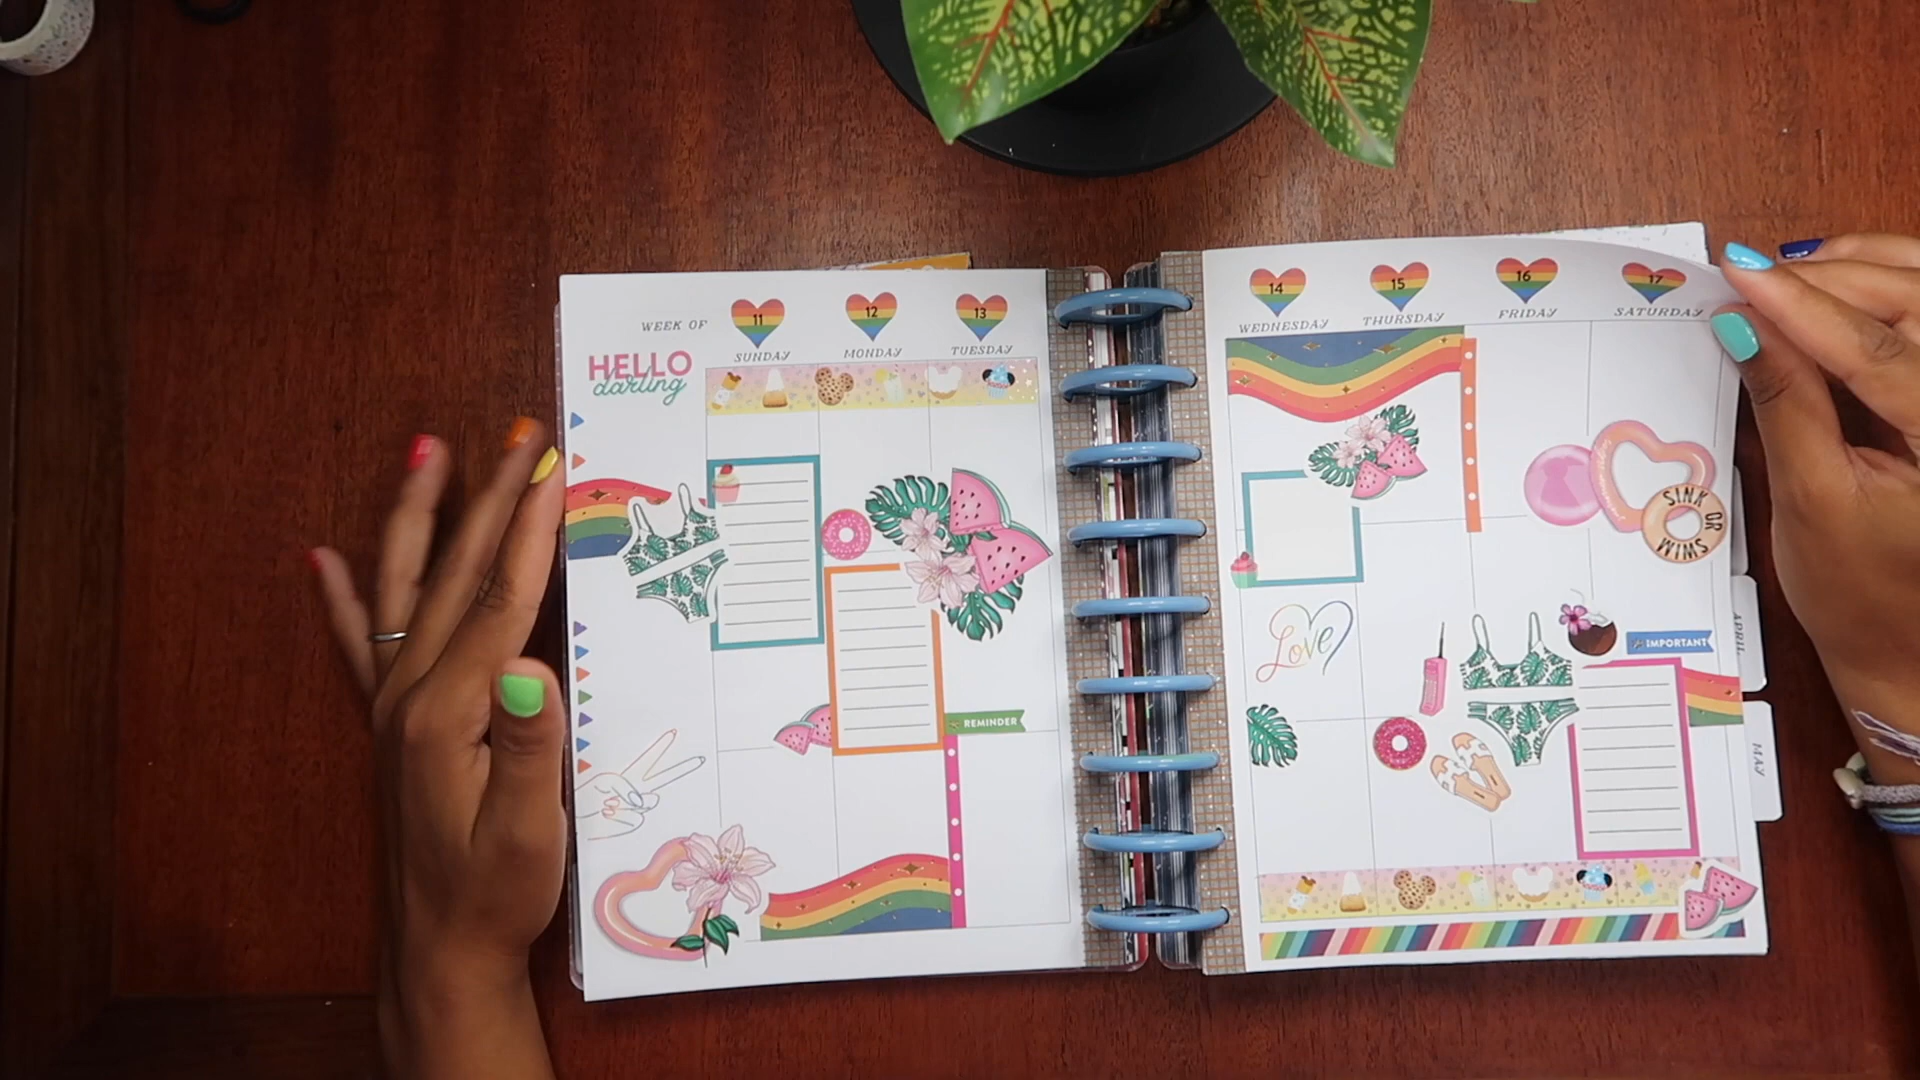 WEEK OF
11
12
13
SUNDAY
MONDAY
TUESDAY
HELLO
darling
REMINDER
14
15
16
17
WEDNESDAY
THURSDAY
FRIDAY
SATURDAY
SINK OR
SWIM
Love
IMPORTANT
APRIL
MAY